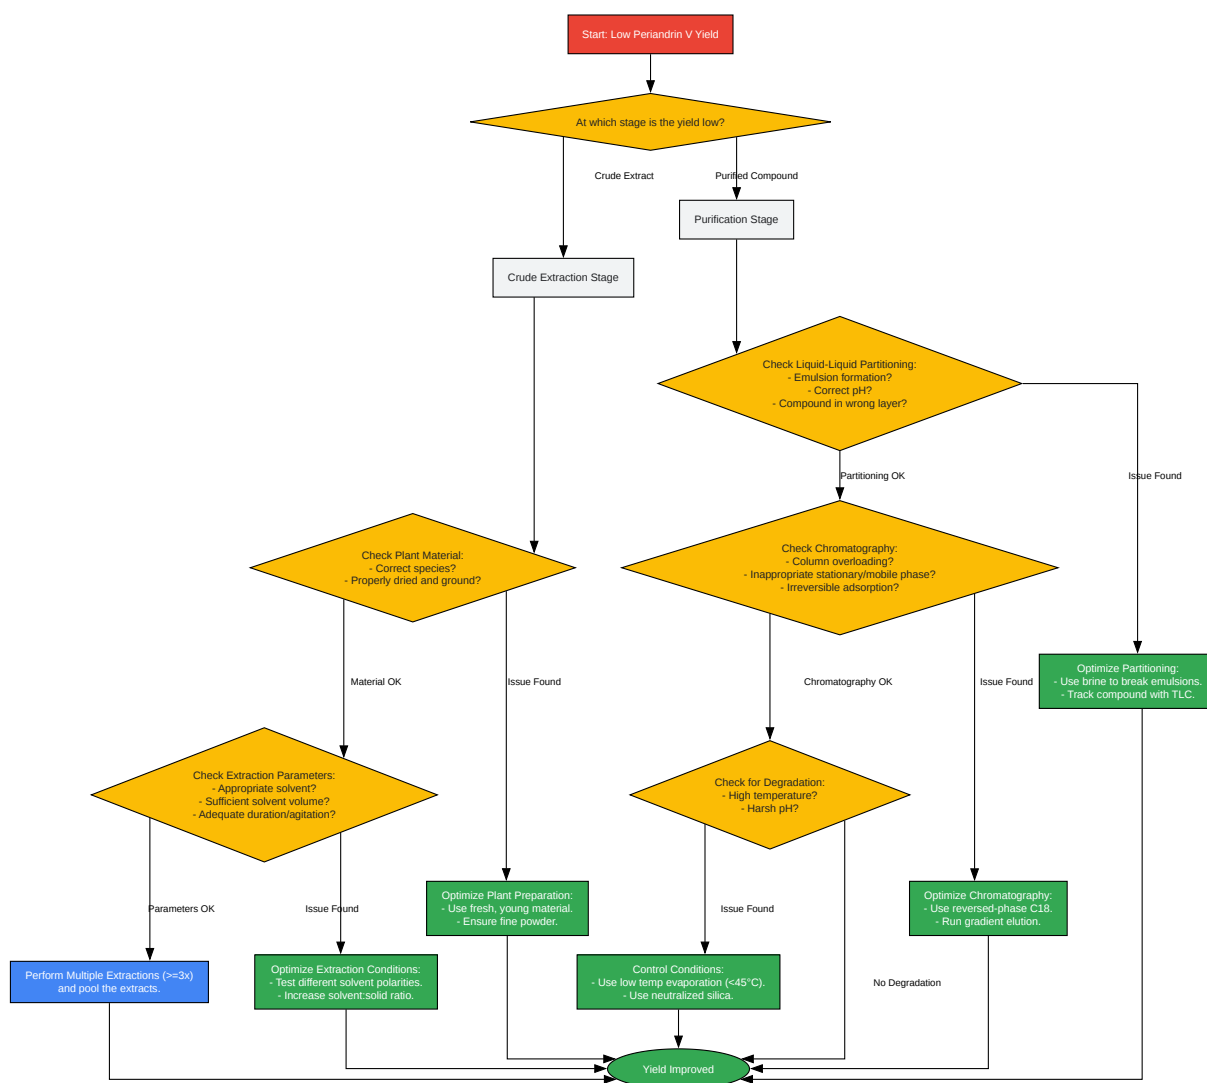 Start: Low Periandrin V Yield
At which stage is the yield low?
Crude Extract
Purified Compound
Purification Stage
Crude Extraction Stage
Check Liquid-Liquid Partitioning:
- Emulsion formation?
- Correct pH?
- Compound in wrong layer?
Partitioning OK
Issue Found
Check Plant Material:
- Correct species?
- Properly dried and ground?
Check Chromatography:
- Column overloading?
- Inappropriate stationary/mobile phase?
- Irreversible adsorption?
Material OK
Issue Found
Chromatography OK
Issue Found
Optimize Partitioning:
- Use brine to break emulsions.
- Track compound with TLC.
Check Extraction Parameters:
- Appropriate solvent?
- Sufficient solvent volume?
- Adequate duration/agitation?
Check for Degradation:
- High temperature?
- Harsh pH?
Parameters OK
Issue Found
Optimize Plant Preparation:
- Use fresh, young material.
- Ensure fine powder.
Issue Found
Optimize Chromatography:
- Use reversed-phase C18.
- Run gradient elution.
Perform Multiple Extractions (>=3x)
and pool the extracts.
Optimize Extraction Conditions:
- Test different solvent polarities.
- Increase solvent:solid ratio.
Control Conditions:
- Use low temp evaporation (<45°C).
- Use neutralized silica.
No Degradation
Yield Improved